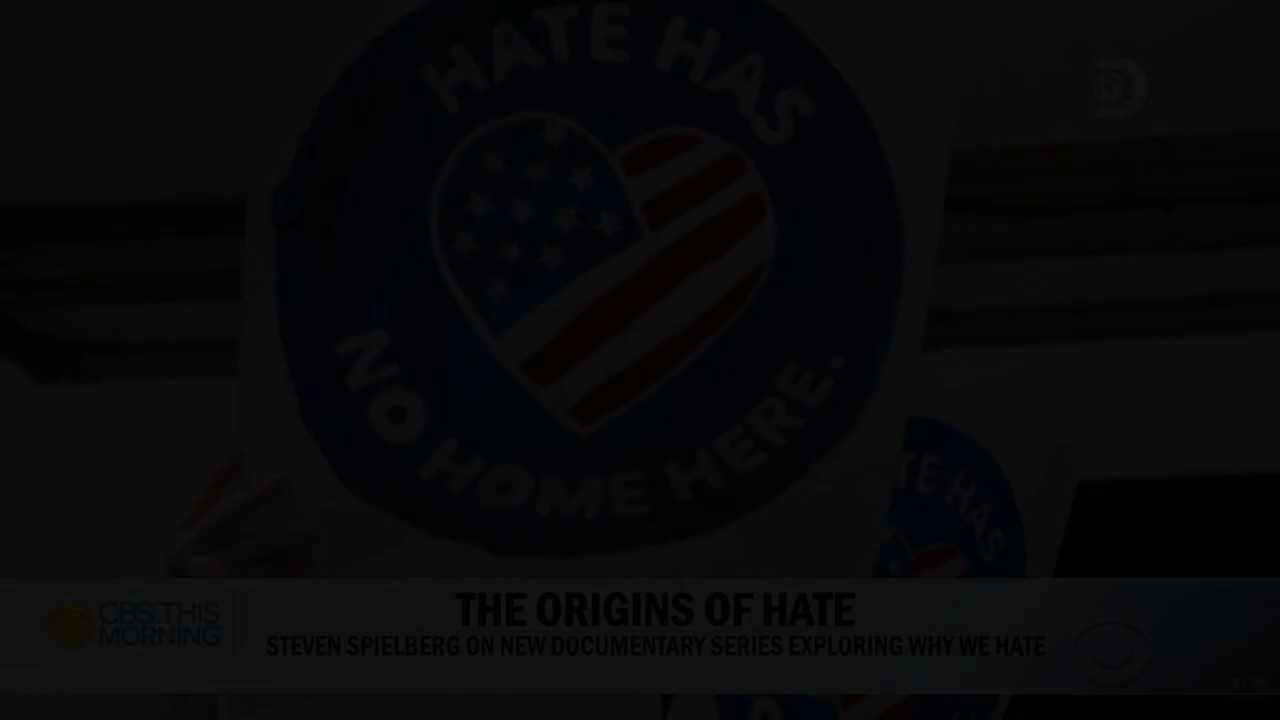 HATE HAS
NO HOME HERE.
TE HAS
CBS THIS
MORNING
THE ORIGINS OF HATE
STEVEN SPIELBERG ON NEW DOCUMENTARY SERIES EXPLORING WHY WE HATE